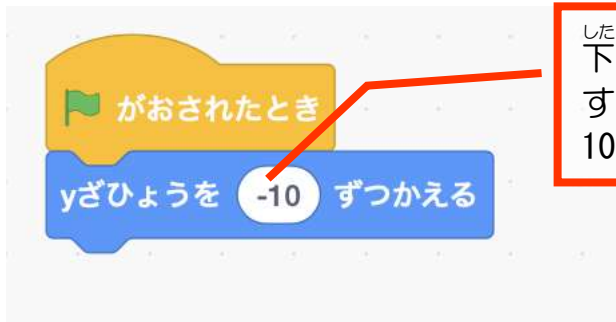 がおされたとき
yざひょうを -10 ずつかえる
した
下
す
10